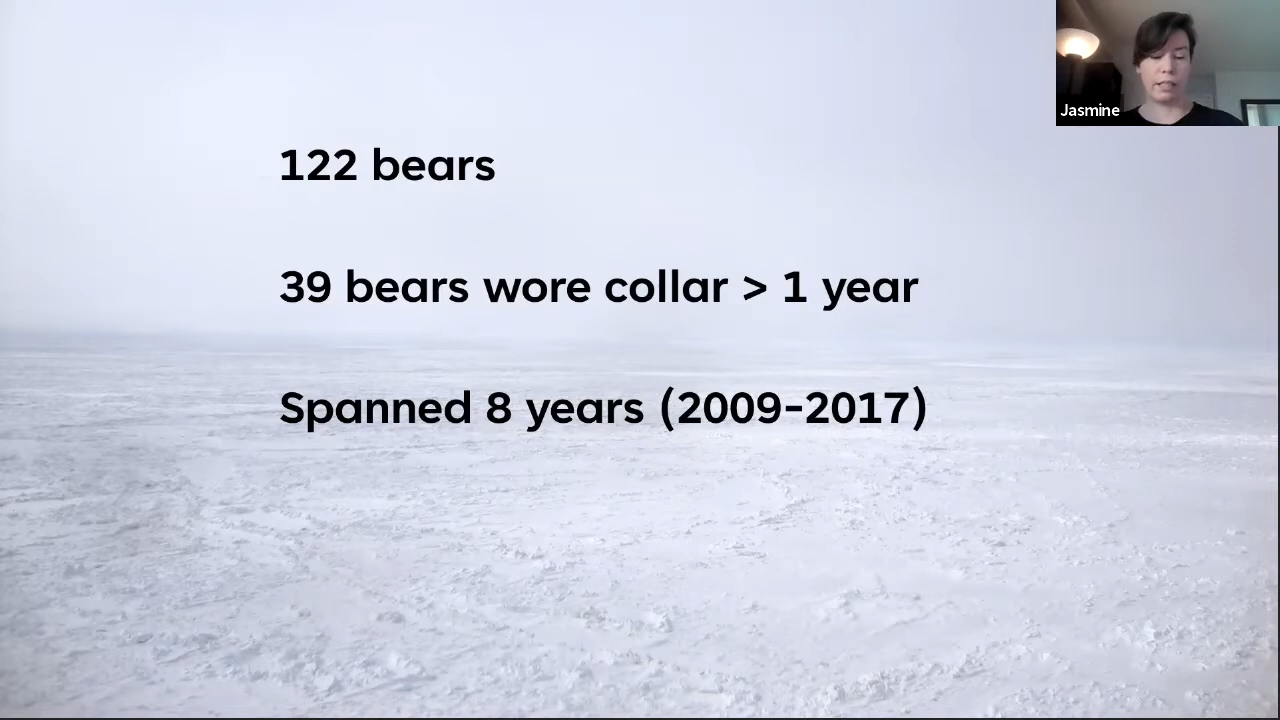 Jasmine
122 bears
39 bears wore collar > 1 year
Spanned 8 years (2009-2017)